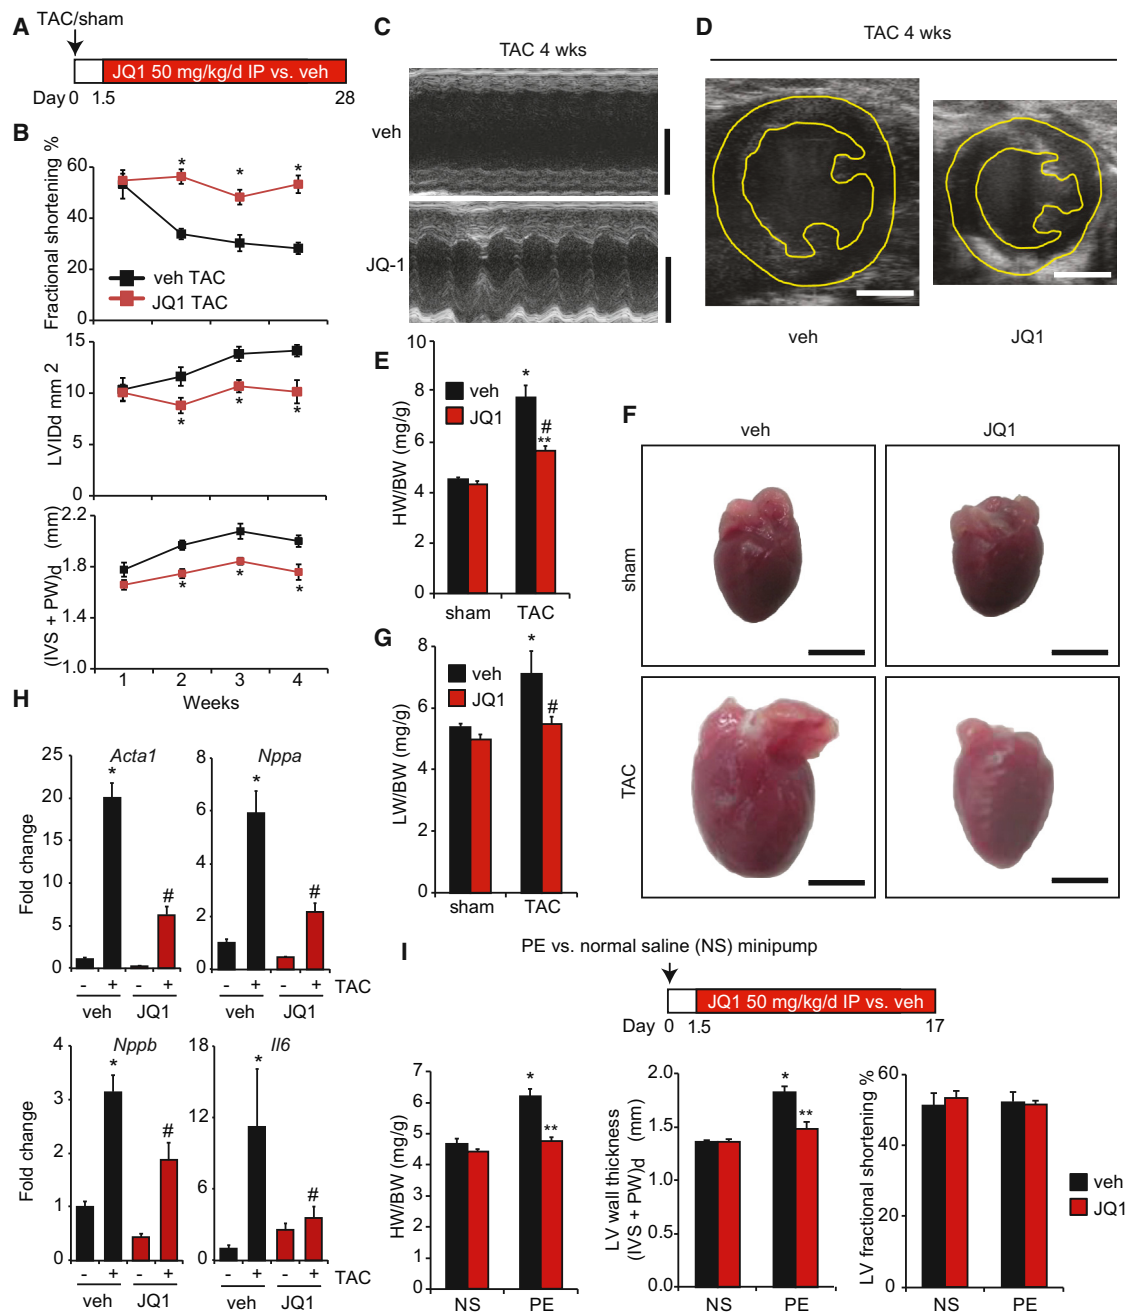 A
TAC/sham
JQ1 50 mg/kg/d IP vs. veh
Day 0 1.5 28
B
Fractional shortening %
60
40
20
0
* * *
veh TAC
JQ1 TAC
LVIDd mm 2
15
10
5
0
* * *
(IVS + PW)d (mm)
2.2
1.8
1.4
1.0
* * *
1 2 3 4
Weeks
C
TAC 4 wks
veh
JQ-1
D
TAC 4 wks
veh JQ1
E
HW/BW (mg/g)
10
8
6
4
2
0
veh
JQ1
*
#
**
sham TAC
F
veh JQ1
sham
TAC
G
LW/BW (mg/g)
8
6
4
2
0
veh
JQ1
*
#
sham TAC
H
Acta1
Fold change
25
20
15
10
5
0
*
#
- + - +
veh JQ1
Nppa
8
6
4
2
0
*
#
- + - + TAC
veh JQ1
Nppb
Fold change
4
3
2
1
0
*
#
- + - +
veh JQ1
Il6
18
12
6
0
*
#
- + - + TAC
veh JQ1
I
PE vs. normal saline (NS) minipump
JQ1 50 mg/kg/d IP vs. veh
Day 0 1.5 17
HW/BW (mg/g)
7
6
5
4
3
2
1
0
*
**
NS PE
LV wall thickness
(IVS + PW)d (mm)
2.0
1.5
1.0
0.5
0.0
*
**
NS PE
LV fractional shortening %
60
40
20
0
NS PE
veh
JQ1